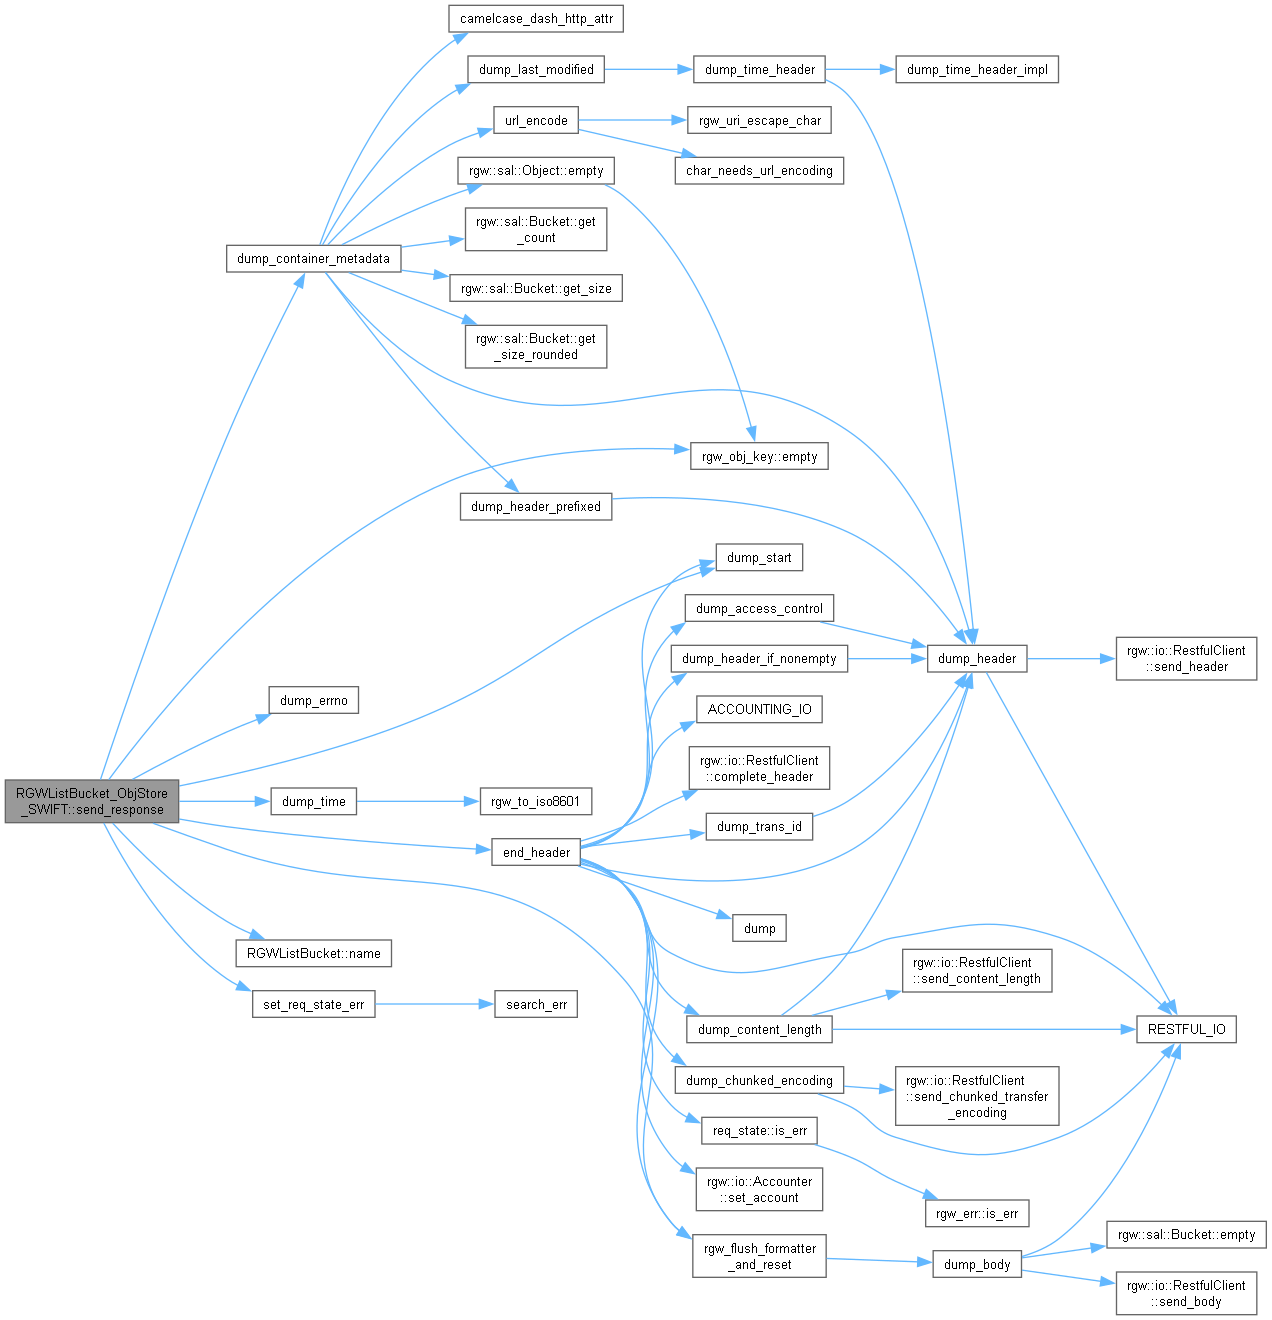 camelcase_dash_http_attr
dump_last_modified
dump_time_header
dump_time_header_impl
url_encode
rgw_uri_escape_char
char_needs_url_encoding
rgw::sal::Object::empty
rgw::sal::Bucket::get
_count
dump_container_metadata
rgw::sal::Bucket::get_size
rgw::sal::Bucket::get
_size_rounded
rgw_obj_key::empty
dump_header_prefixed
dump_start
dump_access_control
dump_header_if_nonempty
dump_header
rgw::io::RestfulClient
::send_header
dump_errno
ACCOUNTING_IO
rgw::io::RestfulClient
::complete_header
RGWListBucket_ObjStore
_SWIFT::send_response
dump_time
rgw_to_iso8601
dump_trans_id
end_header
dump
RGWListBucket::name
rgw::io::RestfulClient
::send_content_length
set_req_state_err
search_err
dump_content_length
RESTFUL_IO
dump_chunked_encoding
rgw::io::RestfulClient
::send_chunked_transfer
_encoding
req_state::is_err
rgw::io::Accounter
::set_account
rgw_err::is_err
rgw_flush_formatter
_and_reset
dump_body
rgw::sal::Bucket::empty
rgw::io::RestfulClient
::send_body